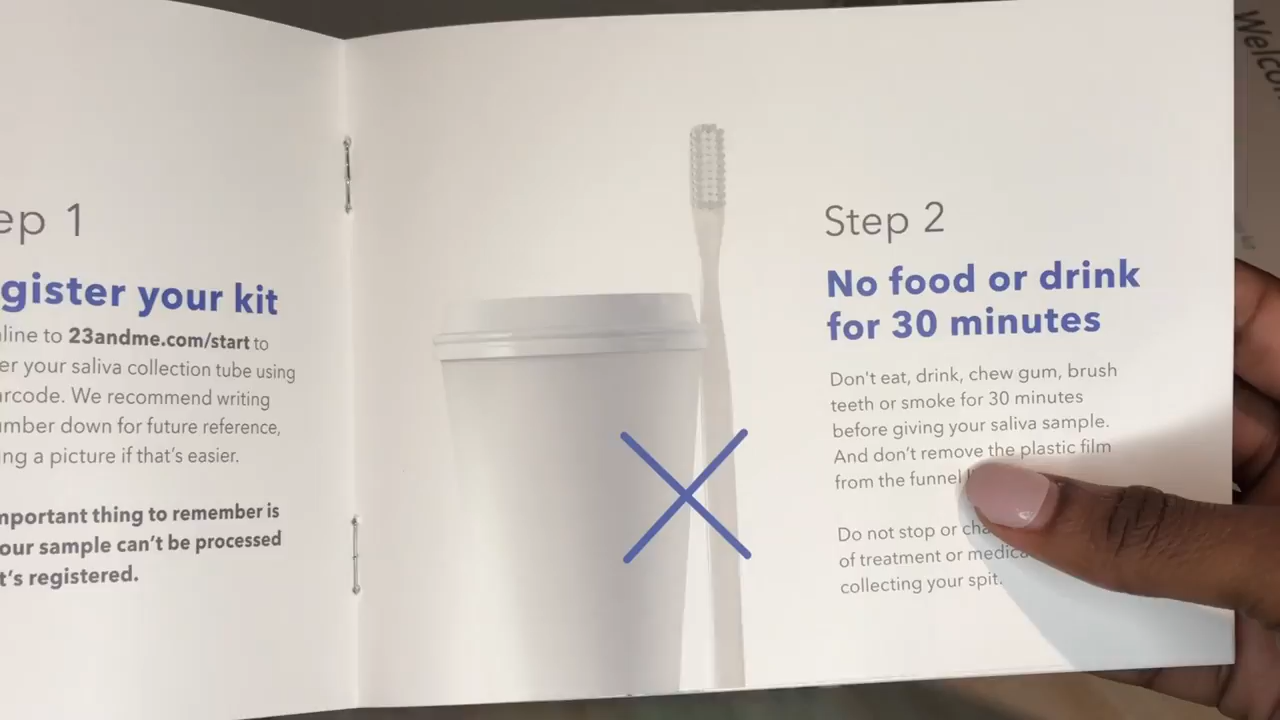 ep 1
gister your kit
line to 23andme.com/start to
er your saliva collection tube using
arcode. We recommend writing
umber down for future reference,
ing a picture if that's easier.
mportant thing to remember is
our sample can't be processed
t's registered.
Step 2
No food or drink
for 30 minutes
Don't eat, drink, chew gum, brush
teeth or smoke for 30 minutes
before giving your saliva sample.
And don't remove the plastic film
from the funnel
Do not stop or cha
of treatment or medica
collecting your spit.
Welcom